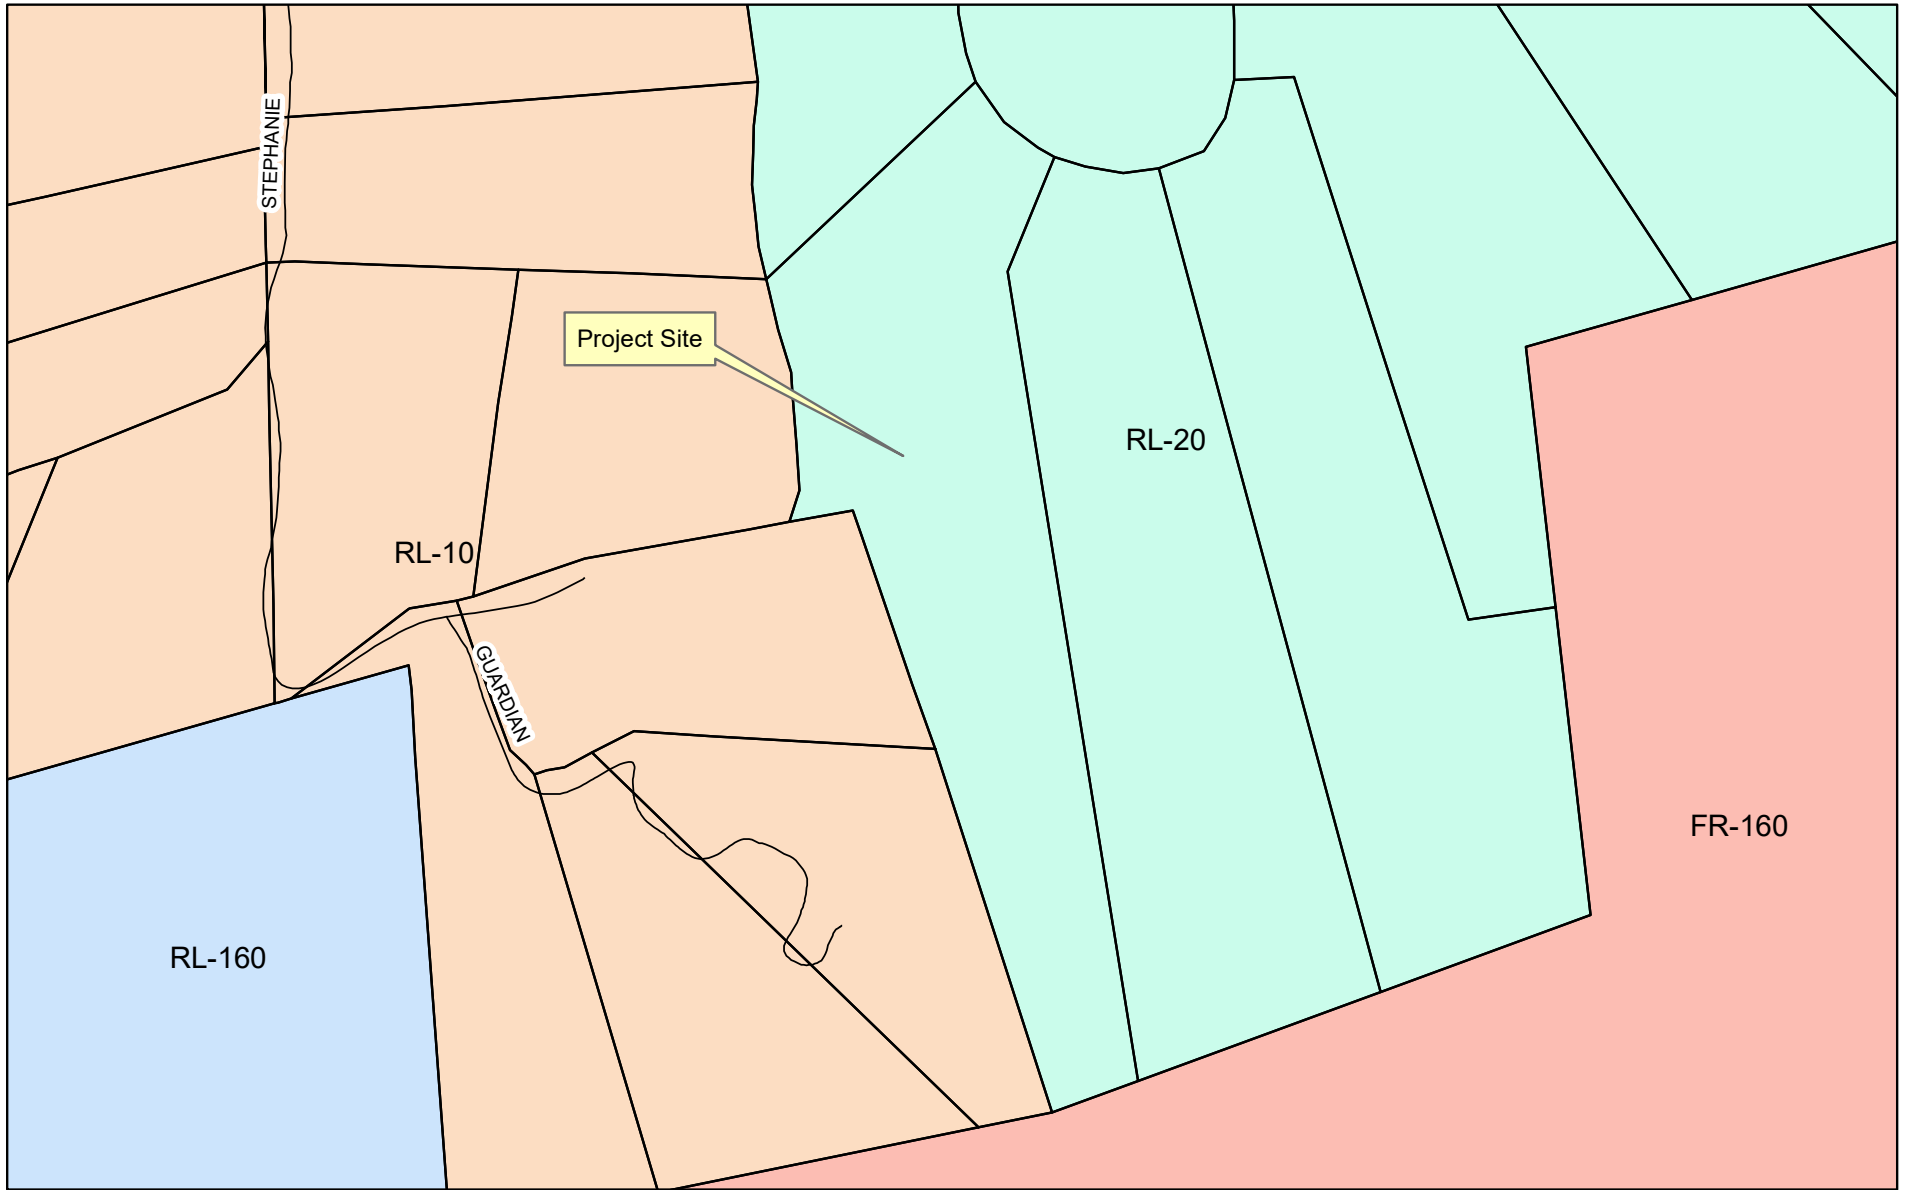 STEPHANIE
Project Site
RL-20
RL-10
GUARDIAN
FR-160
RL-160